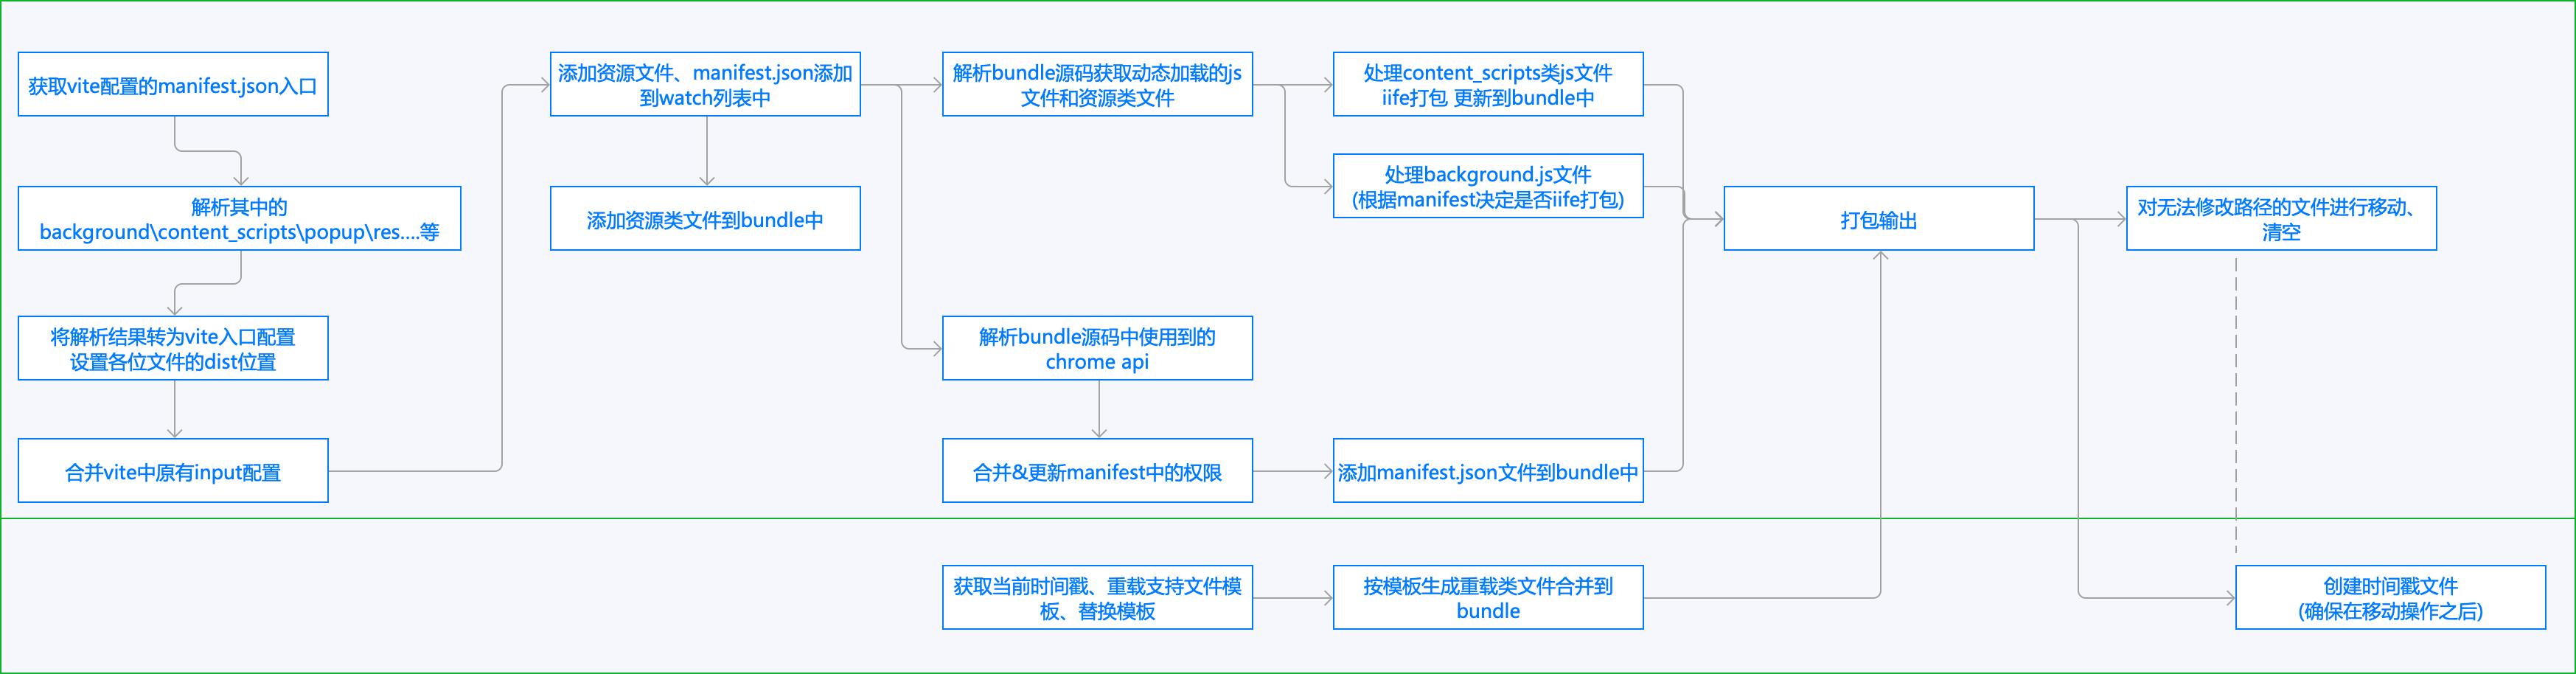 获取vite配置的manifest.json入口
解析其中的
background\content_scripts\popup\res....等
将解析结果转为vite入口配置
设置各位文件的dist位置
合并vite中原有input配置
添加资源文件、manifest.json添加
到watch列表中
添加资源类文件到bundle中
解析bundle源码获取动态加载的js
文件和资源类文件
解析bundle源码中使用到的
chrome api
合并&更新manifest中的权限
处理content_scripts类js文件
iife打包 更新到bundle中
处理background.js文件
(根据manifest决定是否iife打包)
添加manifest.json文件到bundle中
打包输出
对无法修改路径的文件进行移动、
清空
获取当前时间戳、重载支持文件模
板、替换模板
按模板生成重载类文件合并到
bundle
创建时间戳文件
(确保在移动操作之后)